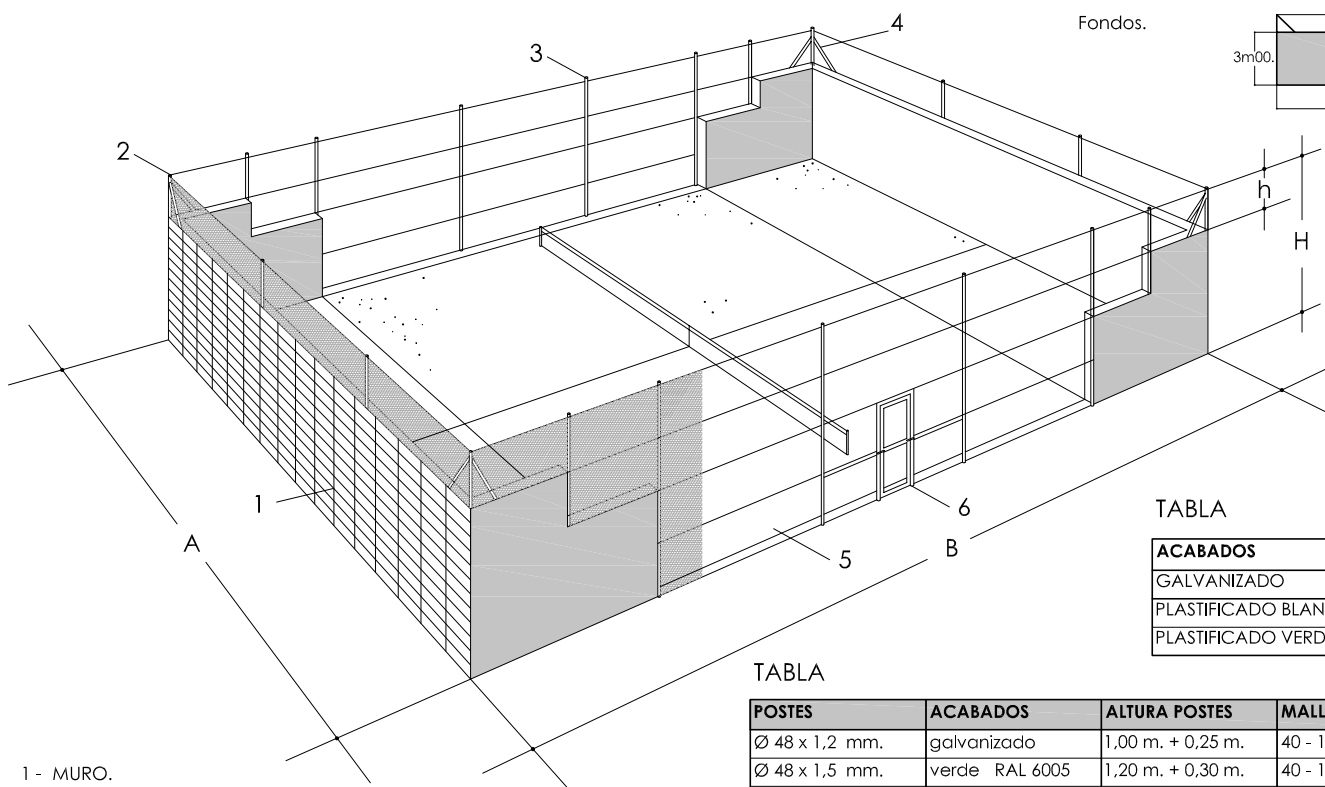 Fondos.
3m00.
4
3
2
h
H
1
A
5
6
B
TABLA
ACABADOS
GALVANIZADO
PLASTIFICADO BLAN
PLASTIFICADO VERD
TABLA
POSTES ACABADOS ALTURA POSTES MALL
Ø 48 x 1,2 mm. galvanizado 1,00 m. + 0,25 m. 40 - 1
Ø 48 x 1,5 mm. verde RAL 6005 1,20 m. + 0,30 m. 40 - 1
1 - MURO.